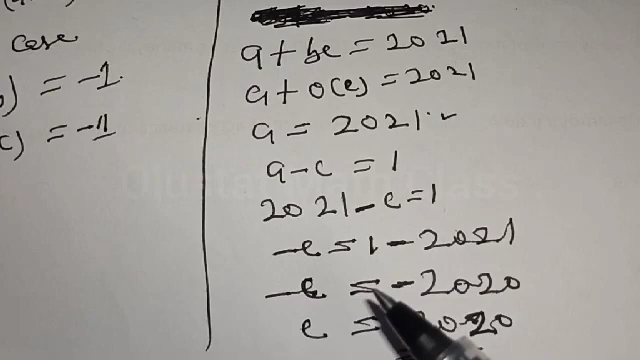 case
) = -1.
c) = -1
a + bc = 2021
a + 0(c) = 2021
a = 2021.
a - c = 1
2021 - c = 1
-c = 1 - 2021
-c = -2020
c = 2020